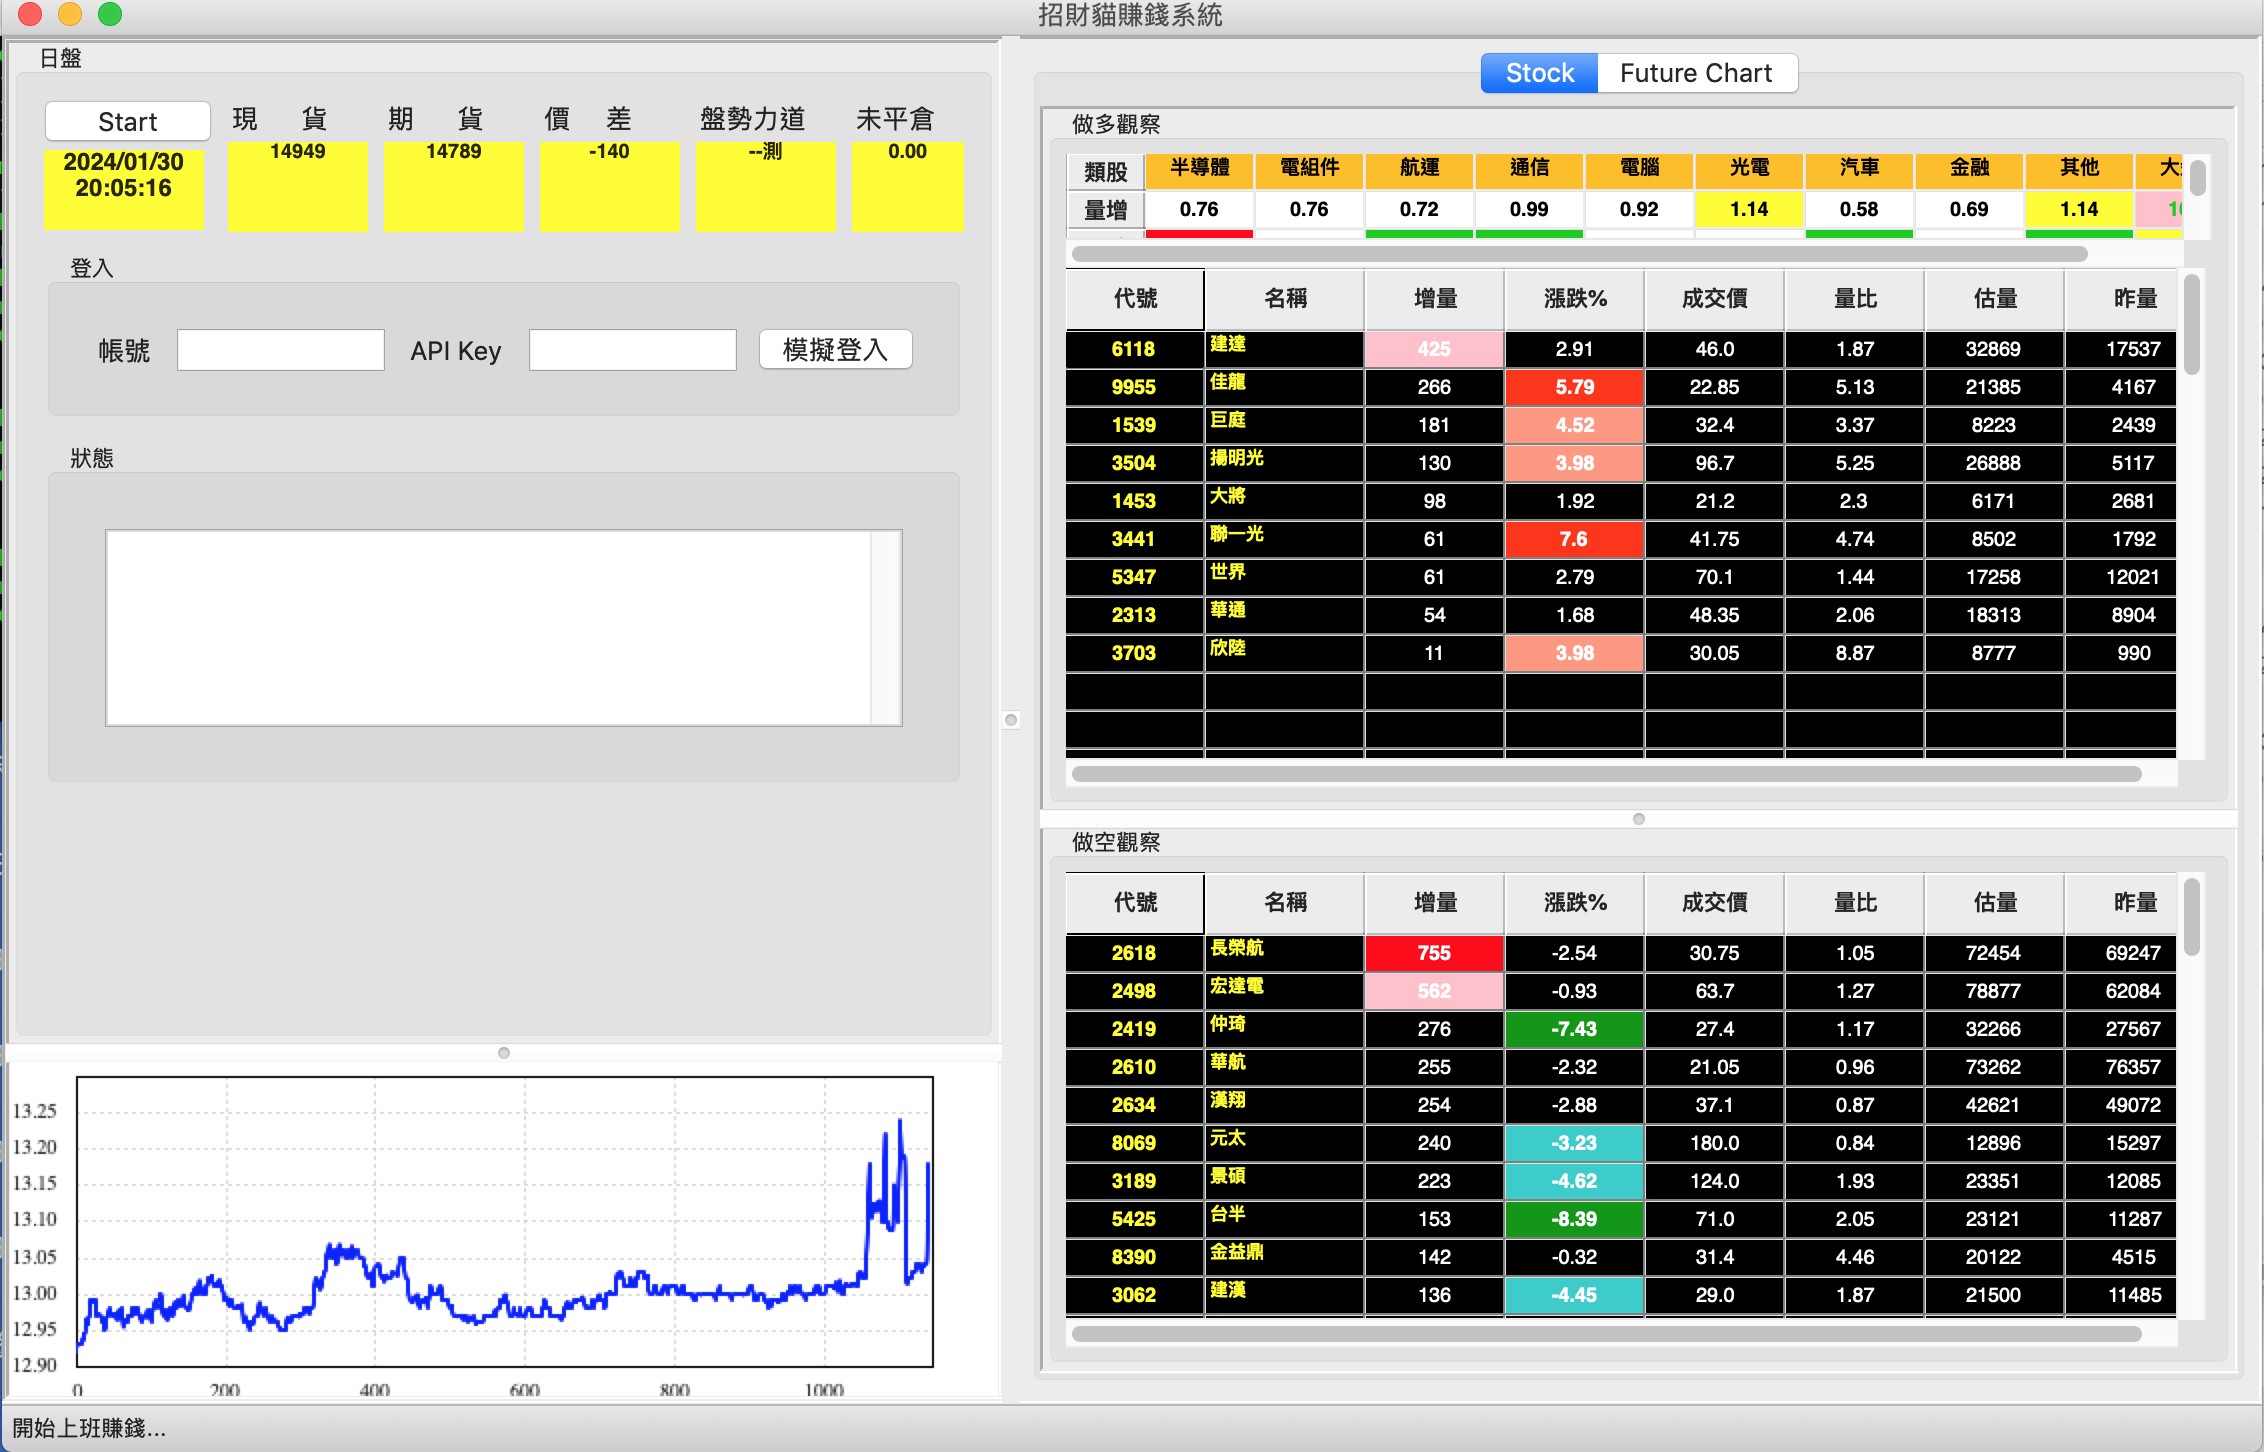 招財貓賺錢系統
日盤
Start 現 貨 期 貨 價 差 盤勢力道 未平倉
2024/01/30 20:05:16 14949 14789 -140 --測 0.00
登入
帳號 API Key 模擬登入
狀態
13.25
13.20
13.15
13.10
13.05
13.00
12.95
12.90
0 200 400 600 800 1000
Stock Future Chart
做多觀察
類股 半導體 電組件 航運 通信 電腦 光電 汽車 金融 其他 大
量增 0.76 0.76 0.72 0.99 0.92 1.14 0.58 0.69 1.14
代號 名稱 增量 漲跌% 成交價 量比 估量 昨量
6118 建達 425 2.91 46.0 1.87 32869 17537
9955 佳龍 266 5.79 22.85 5.13 21385 4167
1539 巨庭 181 4.52 32.4 3.37 8223 2439
3504 揚明光 130 3.98 96.7 5.25 26888 5117
1453 大將 98 1.92 21.2 2.3 6171 2681
3441 聯一光 61 7.6 41.75 4.74 8502 1792
5347 世界 61 2.79 70.1 1.44 17258 12021
2313 華通 54 1.68 48.35 2.06 18313 8904
3703 欣陸 11 3.98 30.05 8.87 8777 990
做空觀察
代號 名稱 增量 漲跌% 成交價 量比 估量 昨量
2618 長榮航 755 -2.54 30.75 1.05 72454 69247
2498 宏達電 562 -0.93 63.7 1.27 78877 62084
2419 仲琦 276 -7.43 27.4 1.17 32266 27567
2610 華航 255 -2.32 21.05 0.96 73262 76357
2634 漢翔 254 -2.88 37.1 0.87 42621 49072
8069 元太 240 -3.23 180.0 0.84 12896 15297
3189 景碩 223 -4.62 124.0 1.93 23351 12085
5425 台半 153 -8.39 71.0 2.05 23121 11287
8390 金益鼎 142 -0.32 31.4 4.46 20122 4515
3062 建漢 136 -4.45 29.0 1.87 21500 11485
開始上班賺錢...